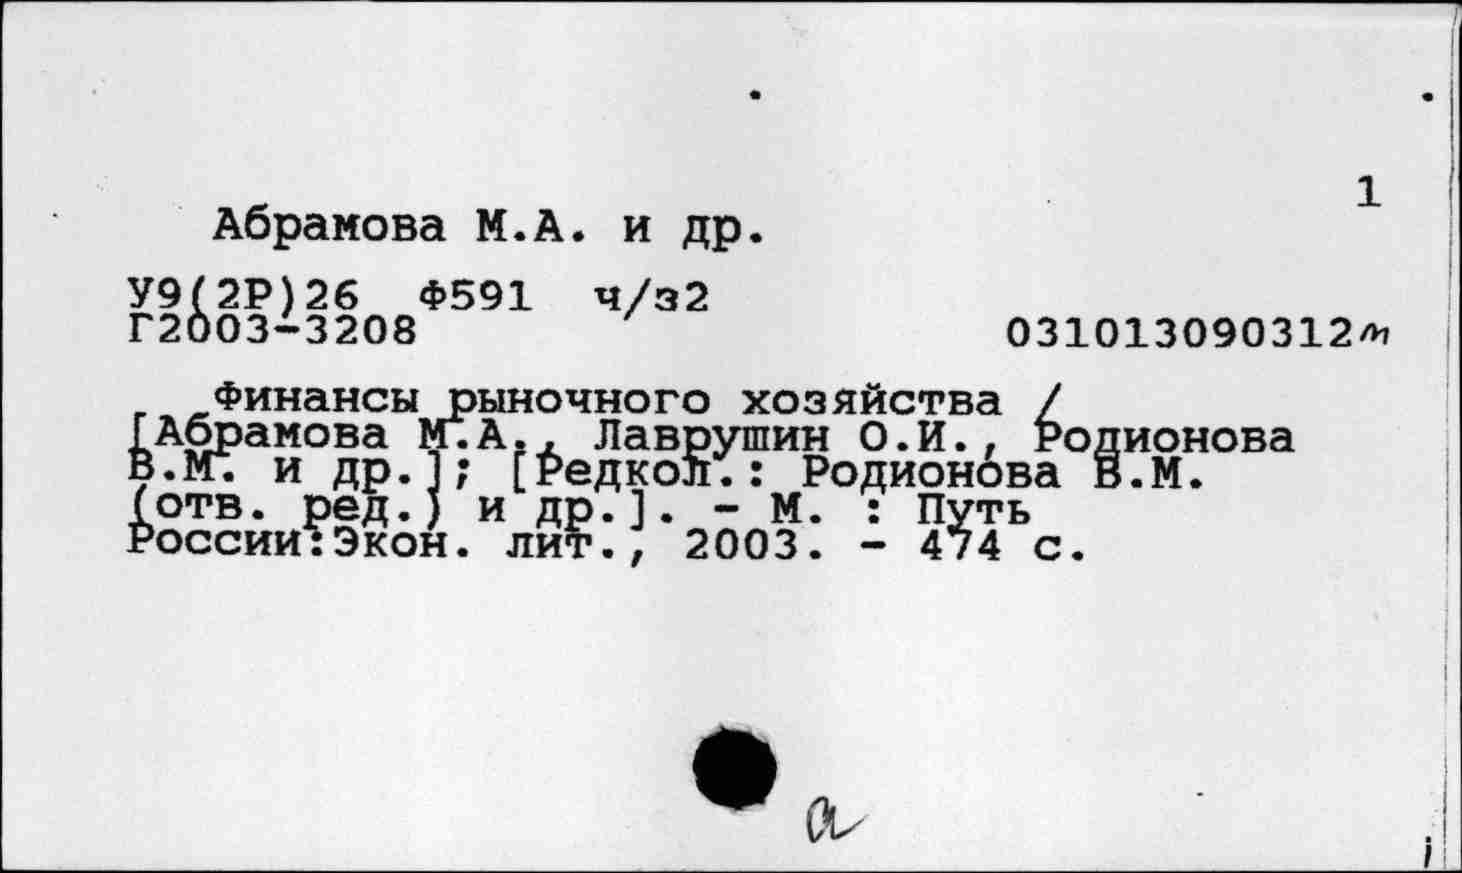 1
Абрамова М.А. и др.
У9(2Р)26 Ф591 ч/з2
Г2003-3208 031013090312
Финансы рыночного хозяйства /
[Абрамова М.А., Лаврушин О.И., Родионова
В.М. и др.]; [Редкол.: Родионова В.М.
(отв. ред.) и др.]. - М. : Путь
России:Экон. лит., 2003. - 474 с.